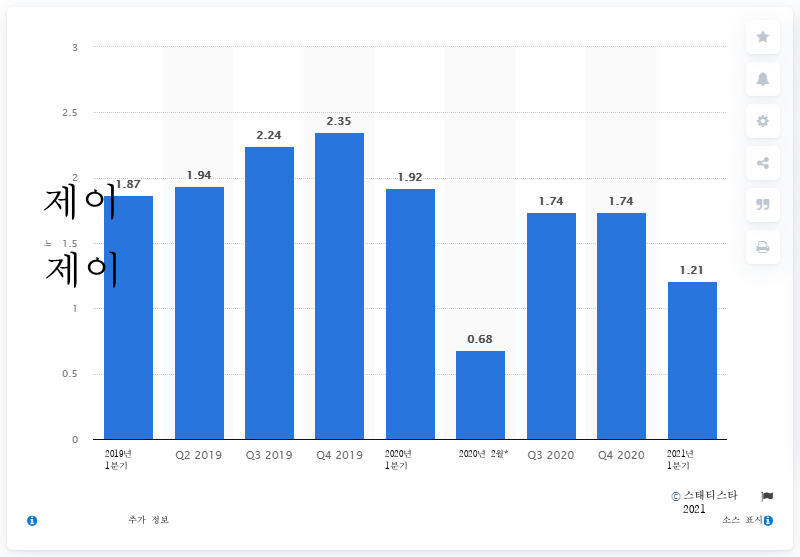 3
2.5
2
1.5
1
0.5
0
제이
제이
1.87
1.94
2.24
2.35
1.92
0.68
1.74
1.74
1.21
2019년
1분기
Q2 2019
Q3 2019
Q4 2019
2020년
1분기
2020년 2월*
Q3 2020
Q4 2020
2021년
1분기
© 스태티스타
2021
추가 정보
소스 표시